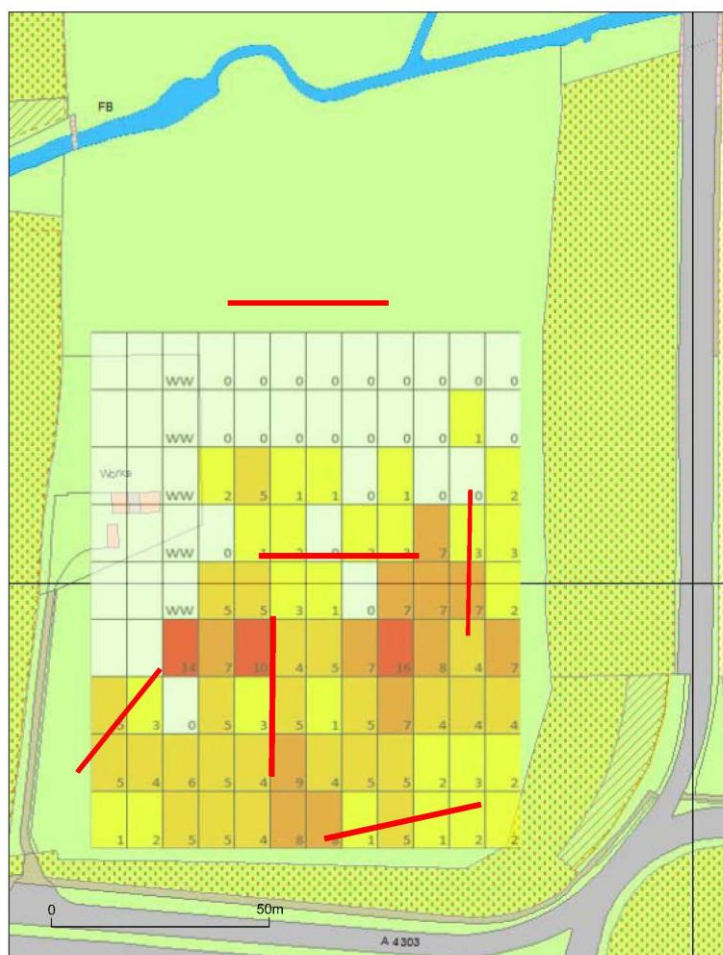 FB
WW 0 0 0 0 0 0 0 0 0
WW 0 0 0 0 0 0 0 1 0
Works
WW 2 5 1 1 0 1 0 0 2
WW 0 1 0 7 3 3
WW 5 5 3 1 0 7 7 7 2
14 7 10 4 5 7 16 8 4 7
3 0 5 3 5 1 5 7 4 4 4
5 4 6 5 4 9 4 5 5 2 3 2
1 2 5 5 4 8 1 5 1 2 2
0 50m
A 4303